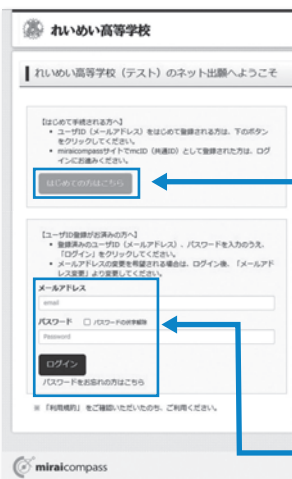 れいめい高等学校
れいめい高等学校（テスト）のネット出願へようこそ
【はじめて手続される方へ】
• ユーザID（メールアドレス）をはじめて登録される方は、下のボタン
をクリックしてください。
• miraicompassサイトでmcID（共通ID）として登録された方は、ログ
インにお進みください。
はじめての方はこちら
【ユーザID登録がお済みの方へ】
• 登録済みのユーザID（メールアドレス）、パスワードを入力のうえ、
「ログイン」をクリックしてください。
• メールアドレスの変更を希望される場合は、ログイン後、「メールアド
レス変更」より変更してください。
メールアドレス
email
パスワード □ パスワードの伏字解除
Password
ログイン
パスワードをお忘れの方はこちら
※ 「利用規約」 をご確認いただいたのち、ご利用ください。
miraicompass